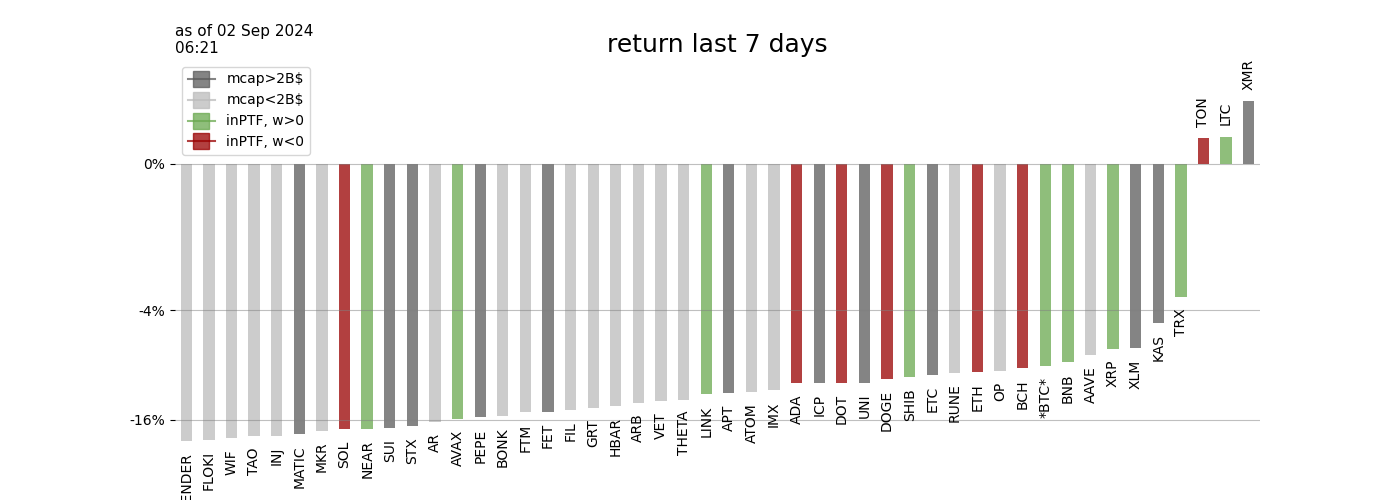 as of 02 Sep 2024
06:21
return last 7 days
mcap>2B$
mcap<2B$
inPTF, w>0
inPTF, w<0
0%
-4%
-16%
ENDER
FLOKI
WIF
TAO
INJ
MATIC
MKR
SOL
NEAR
SUI
STX
AR
AVAX
PEPE
BONK
FTM
FET
FIL
GRT
HBAR
ARB
VET
THETA
LINK
APT
ATOM
IMX
ADA
ICP
DOT
UNI
DOGE
SHIB
ETC
RUNE
ETH
OP
BCH
*BTC*
BNB
AAVE
XRP
XLM
KAS
TRX
TON
LTC
XMR